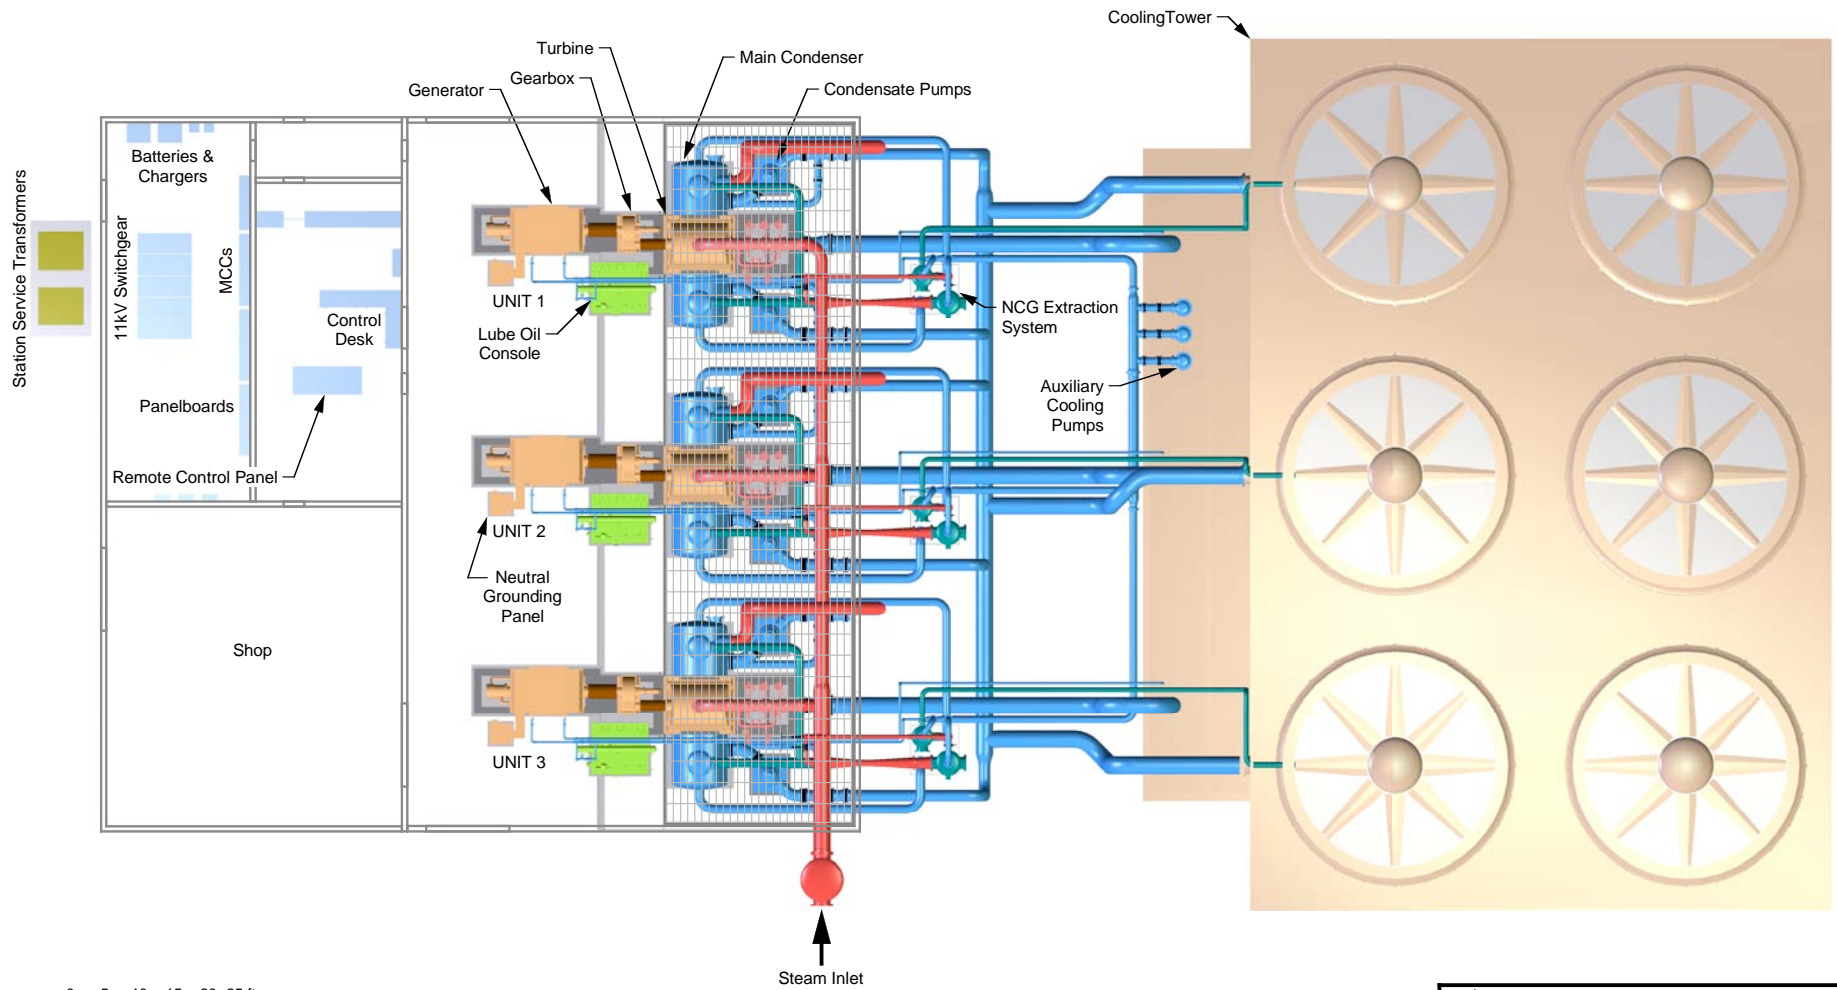 CoolingTower
Turbine
Main Condenser
Gearbox
Generator
Condensate Pumps
Batteries &
Chargers
Station Service Transformers
11kV Switchgear
MCCs
UNIT 1
Control
Desk
Lube Oil
Console
NCG Extraction
System
Auxiliary
Cooling
Pumps
Panelboards
Remote Control Panel
UNIT 2
Neutral
Grounding
Panel
Shop
UNIT 3
Steam Inlet